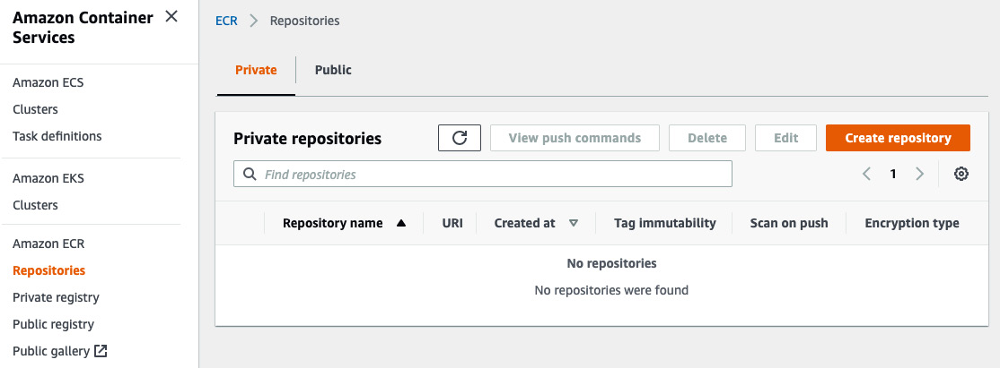 Amazon Container
Services
Amazon ECS
Clusters
Task definitions
Amazon EKS
Clusters
Amazon ECR
Repositories
Private registry
Public registry
Public gallery
ECR Repositories
Private Public
Private repositories View push commands Delete Edit Create repository
Find repositories 1
Repository name URI Created at Tag immutability Scan on push Encryption type
No repositories
No repositories were found